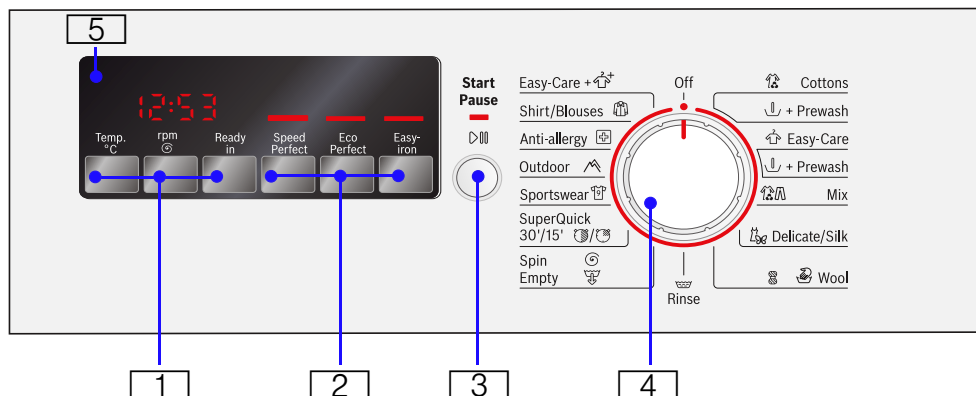 5
12:53
Temp.
°C
rpm
Ready
in
Speed
Perfect
Eco
Perfect
Easy-
iron
Start
Pause
Easy-Care +
Shirt/Blouses
Anti-allergy
Outdoor
Sportswear
SuperQuick
30'/15'
Spin
Empty
Off
Rinse
Cottons
+ Prewash
Easy-Care
+ Prewash
Mix
Delicate/Silk
Wool
1
2
3
4